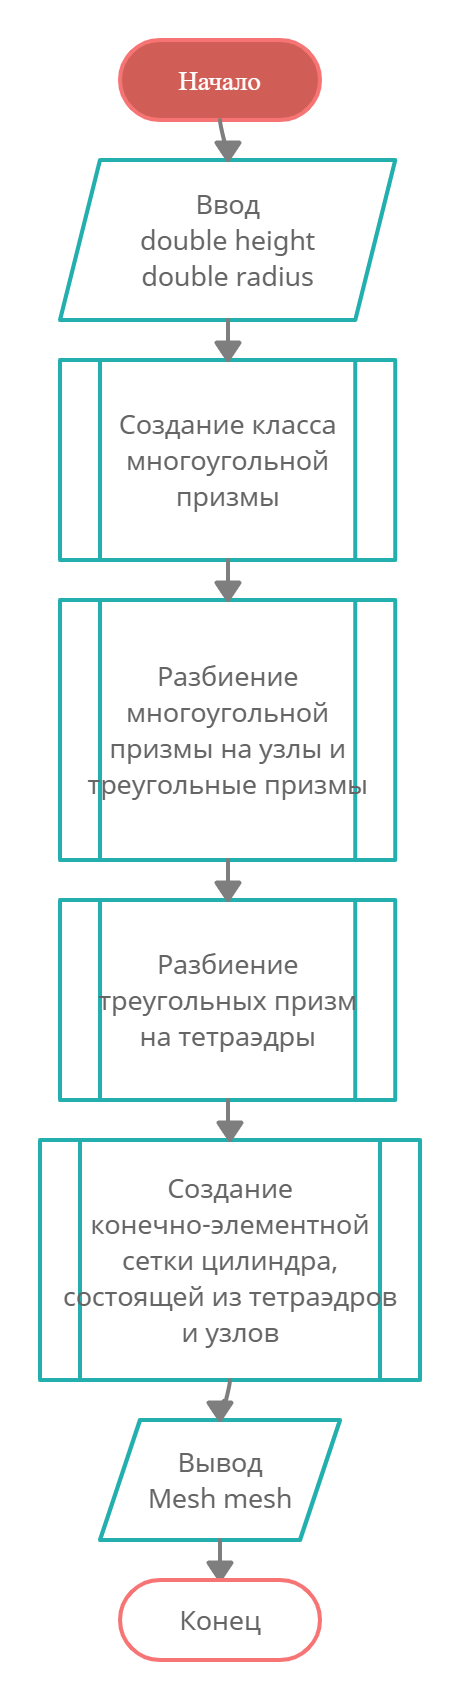 Начало
Ввод
double height
double radius
Создание класса
многоугольной
призмы
Разбиение
многоугольной
призмы на узлы и
треугольные призмы
Разбиение
треугольных призм
на тетраэдры
Создание
конечно-элементной
сетки цилиндра,
состоящей из тетраэдров
и узлов
Вывод
Mesh mesh
Конец